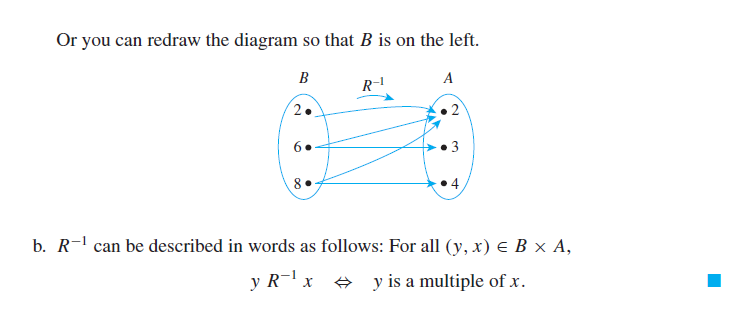 Or you can redraw the diagram so that B is on the left.
B R⁻¹ A
2 2
6 3
8 4
b. R⁻¹ can be described in words as follows: For all (y, x) ∈ B × A,
y R⁻¹ x ⇔ y is a multiple of x.